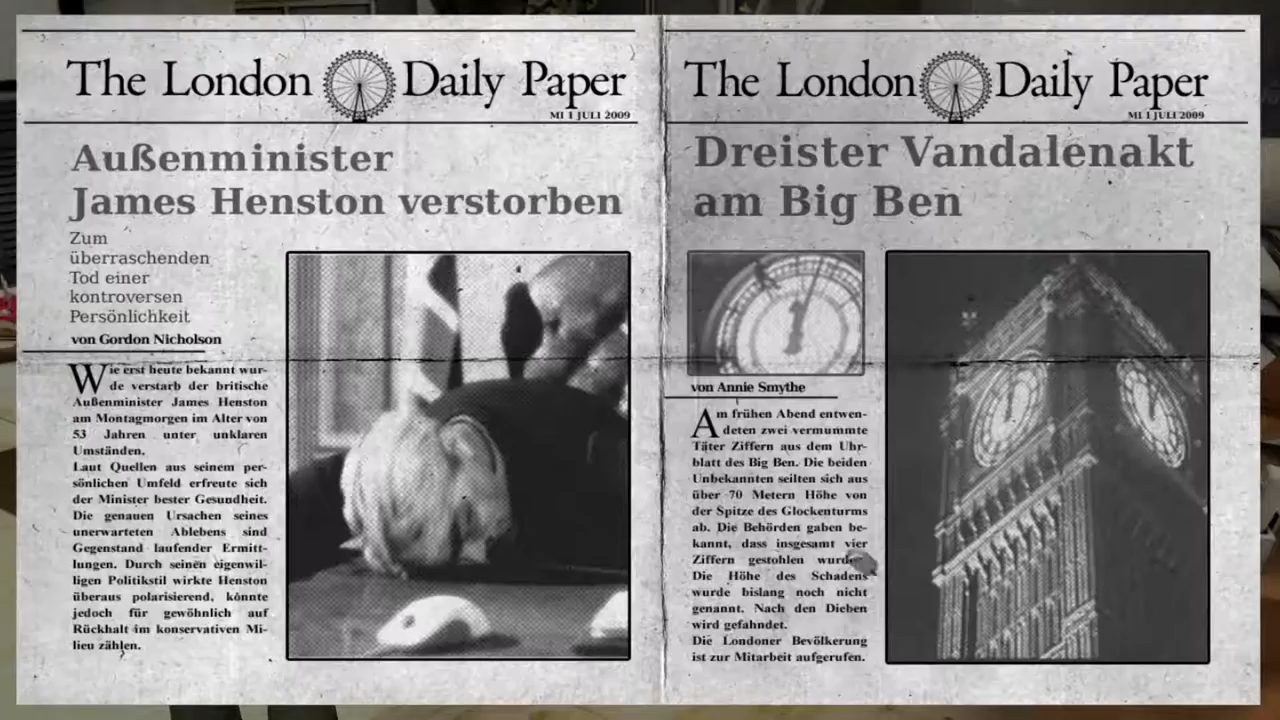 The London Daily Paper
MI 1 JULI 2009
Außenminister
James Henston verstorben
Zum
überraschenden
Tod einer
kontroversen
Persönlichkeit
von Gordon Nicholson
Wie erst heute bekannt wur-
de verstarb der britische
Außenminister James Henston
am Montagmorgen im Alter von
53 Jahren unter unklaren
Umständen.
Laut Quellen aus seinem per-
sönlichen Umfeld erfreute sich
der Minister bester Gesundheit.
Die genauen Ursachen seines
unerwarteten Ablebens sind
Gegenstand laufender Ermitt-
lungen. Durch seinen eigenwil-
ligen Politikstil wirkte Henston
überaus polarisierend, könnte
jedoch für gewöhnlich auf
Rückhalt im konservativen Mi-
lieu zählen.
The London Daily Paper
MI 1 JULI 2009
Dreister Vandalenakt
am Big Ben
von Annie Smythe
Am frühen Abend entwen-
deten zwei vermummte
Täter Ziffern aus dem Uhr-
blatt des Big Ben. Die beiden
Unbekannten seilten sich aus
über 70 Metern Höhe von
der Spitze des Glockenturms
ab. Die Behörden gaben be-
kannt, dass insgesamt vier
Ziffern gestohlen wurden.
Die Höhe des Schadens
wurde bislang noch nicht
genannt. Nach den Dieben
wird gefahndet.
Die Londoner Bevölkerung
ist zur Mitarbeit aufgerufen.